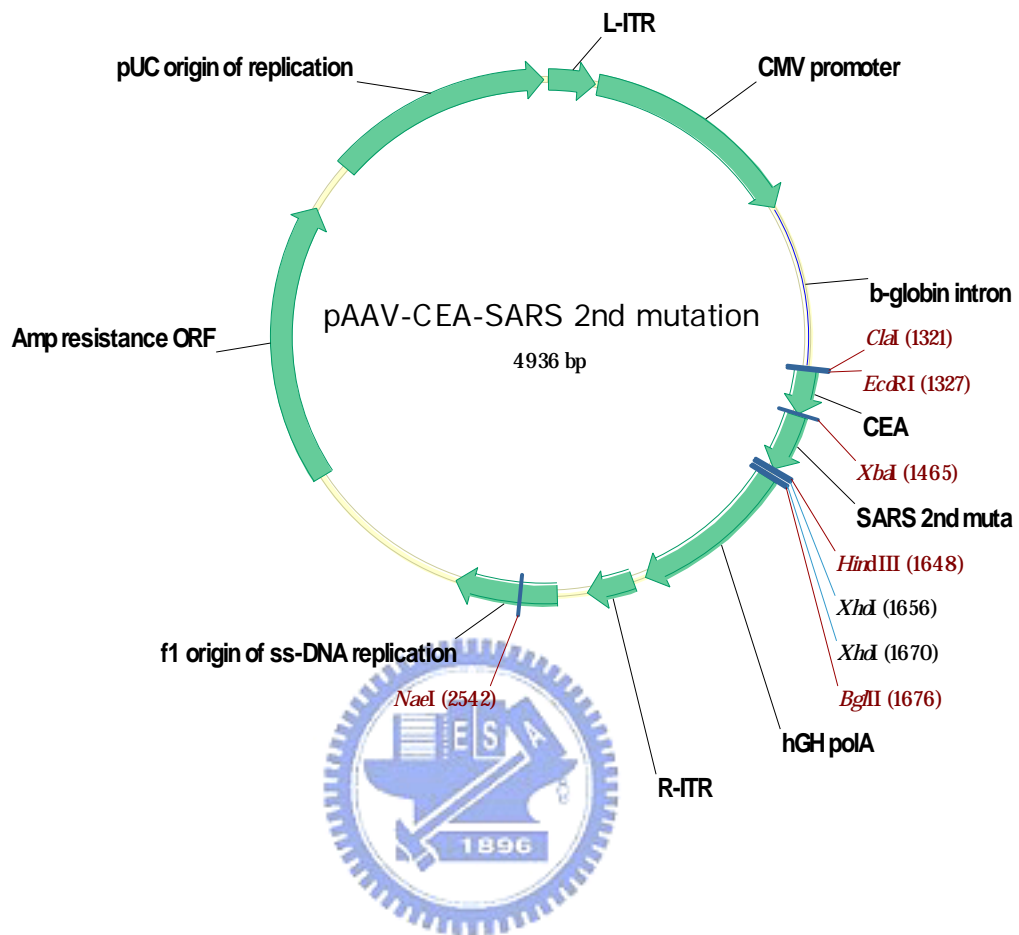 L-ITR
pUC origin of replication
CMV promoter
b-globin intron
pAAV-CEA-SARS 2nd mutation
4936 bp
Amp resistance ORF
ClaI (1321)
EcoRI (1327)
CEA
XbaI (1465)
SARS 2nd muta
HindIII (1648)
XhoI (1656)
XhoI (1670)
BglII (1676)
f1 origin of ss-DNA replication
NaeI (2542)
hGH polA
R-ITR
E S A
1896